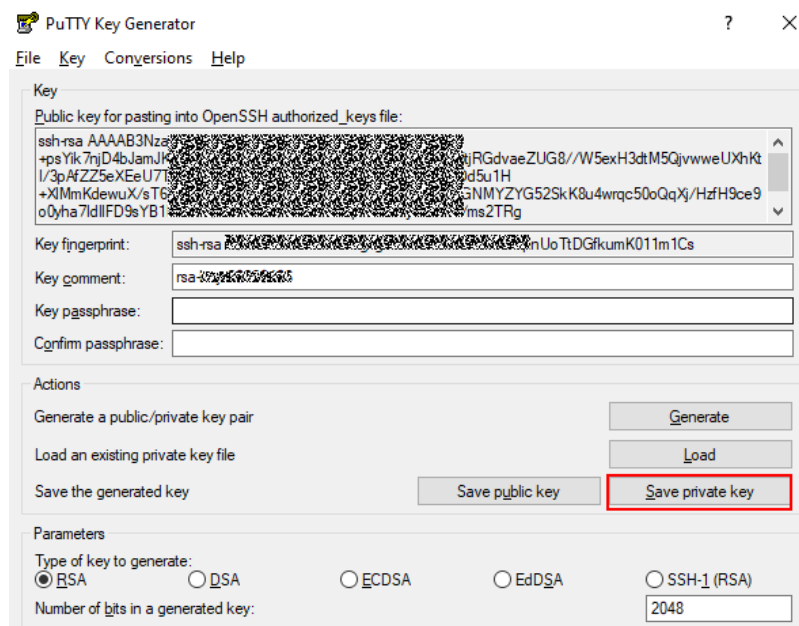 PuTTY Key Generator ? ×
File Key Conversions Help
Key
Public key for pasting into OpenSSH authorized_keys file:
ssh-rsa AAAAB3Nza
+psYik7njD4bJamJK tjRGdvaeZUG8//W5exH3dtM5QjvwweUXhKt
I/3pAfZZ5eXEeU7T Jd5u1H
+XlMmKdewuX/sT6 GNMYZYG52SkK8u4wrqc50oQqXj/HzfH9ce9
o0yha7ldIIFD9sYB1 /ms2TRg
Key fingerprint: ssh-rsa nUoTtDGfkumK011m1Cs
Key comment: rsa-
Key passphrase:
Confirm passphrase:
Actions
Generate a public/private key pair Generate
Load an existing private key file Load
Save the generated key Save public key Save private key
Parameters
Type of key to generate:
RSA DSA ECDSA EdDSA SSH-1 (RSA)
Number of bits in a generated key: 2048